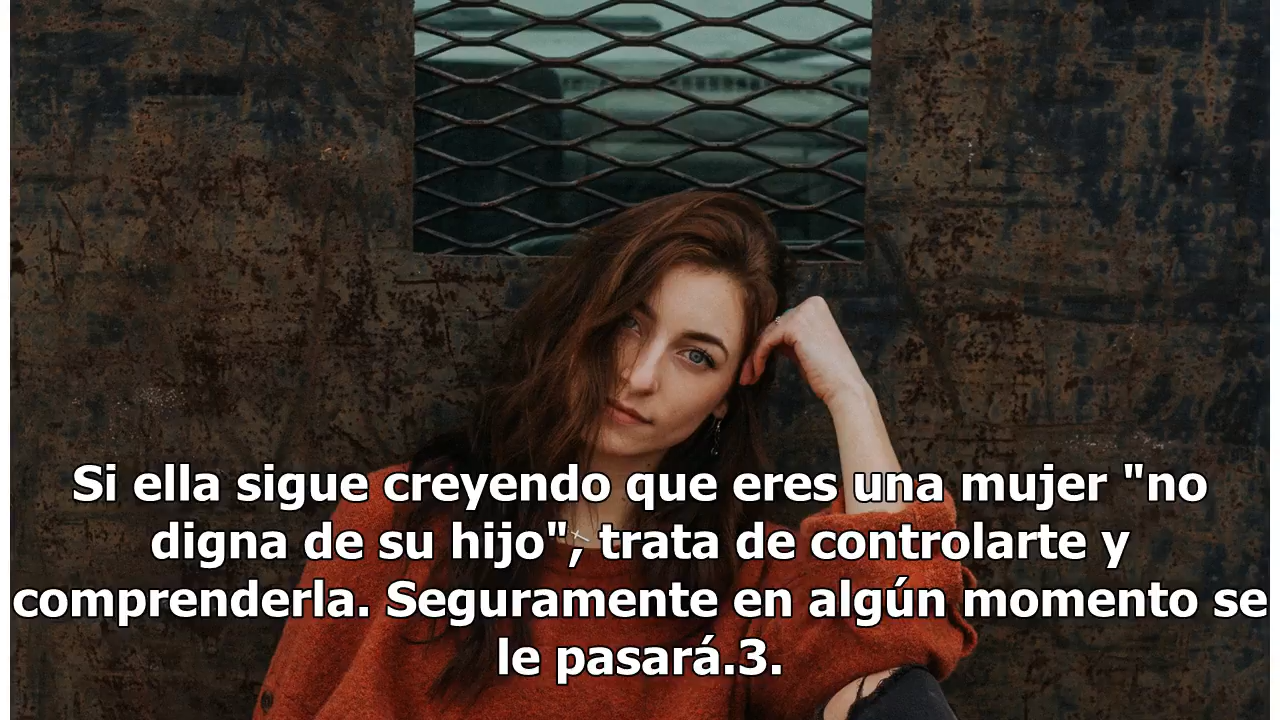 Si ella sigue creyendo que eres una mujer "no
digna de su hijo", trata de controlarte y
comprenderla. Seguramente en algún momento se
le pasará.3.